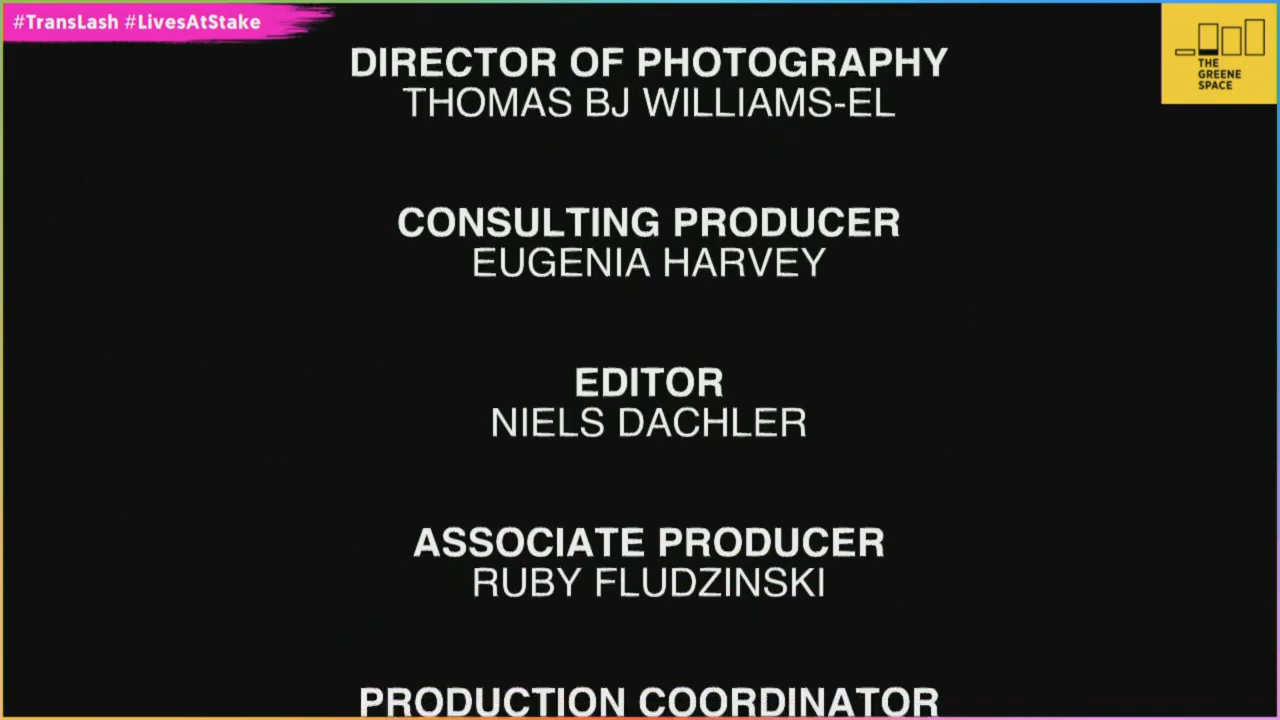 #TransLash #LivesAtStake
THE
GREENE
SPACE
DIRECTOR OF PHOTOGRAPHY
THOMAS BJ WILLIAMS-EL
CONSULTING PRODUCER
EUGENIA HARVEY
EDITOR
NIELS DACHLER
ASSOCIATE PRODUCER
RUBY FLUDZINSKI
PRODUCTION COORDINATOR